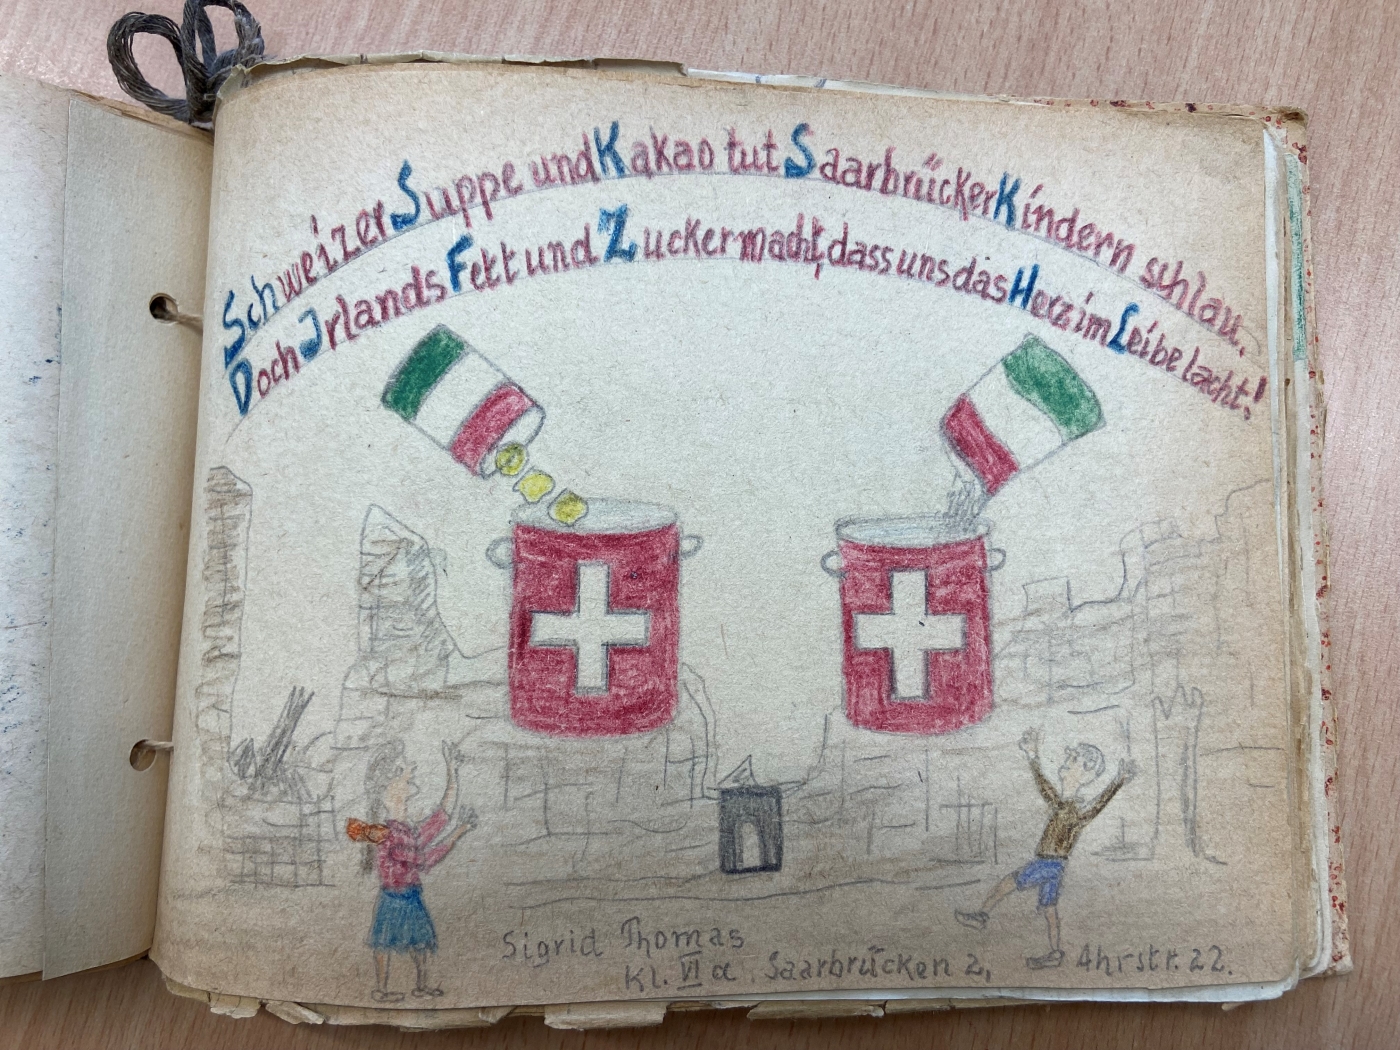 Schweizer Suppe und Kakao tut Saarbrücker Kindern schlau.
Doch Irlands Fett und Zucker macht, dass uns das Herz im Leibe lacht!
Sigrid Thomas
Kl. VI a Saarbrücken 2, Ahrstr. 22.